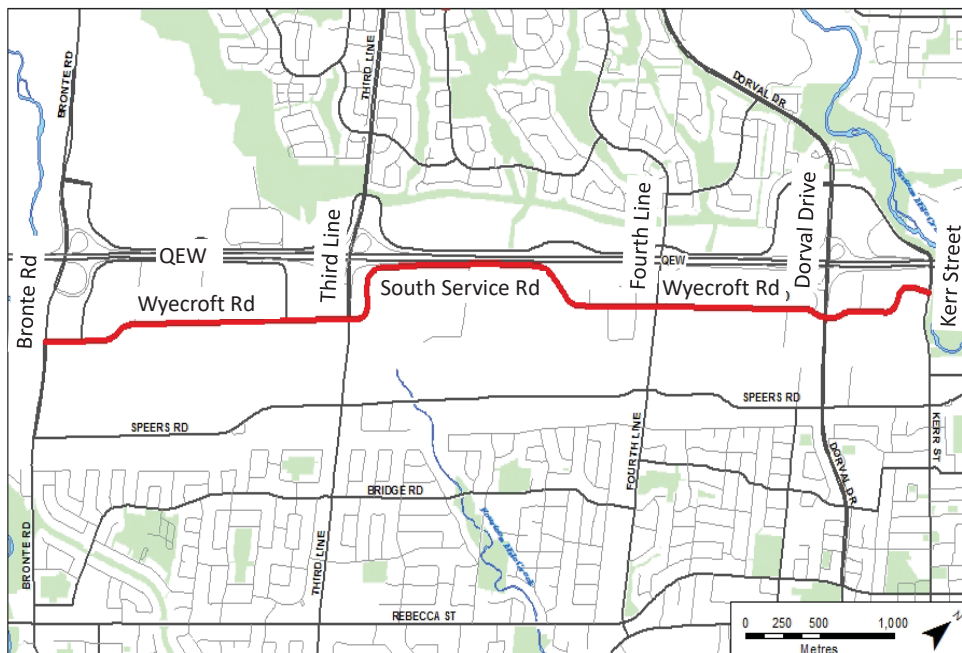 BRONTE RD
THIRD LINE
DORVAL DR
Bronte Rd
QEW
Wyecroft Rd
Third Line
South Service Rd
Fourth Line
QEW
Wyecroft Rd
Dorval Drive
Kerr Street
SPEERS RD
SPEERS RD
BRIDGE RD
BRONTE RD
THIRD LINE
FOURTH LINE
DORVAL DR
KERR ST
REBECCA ST
0 250 500 1,000
Metres
N